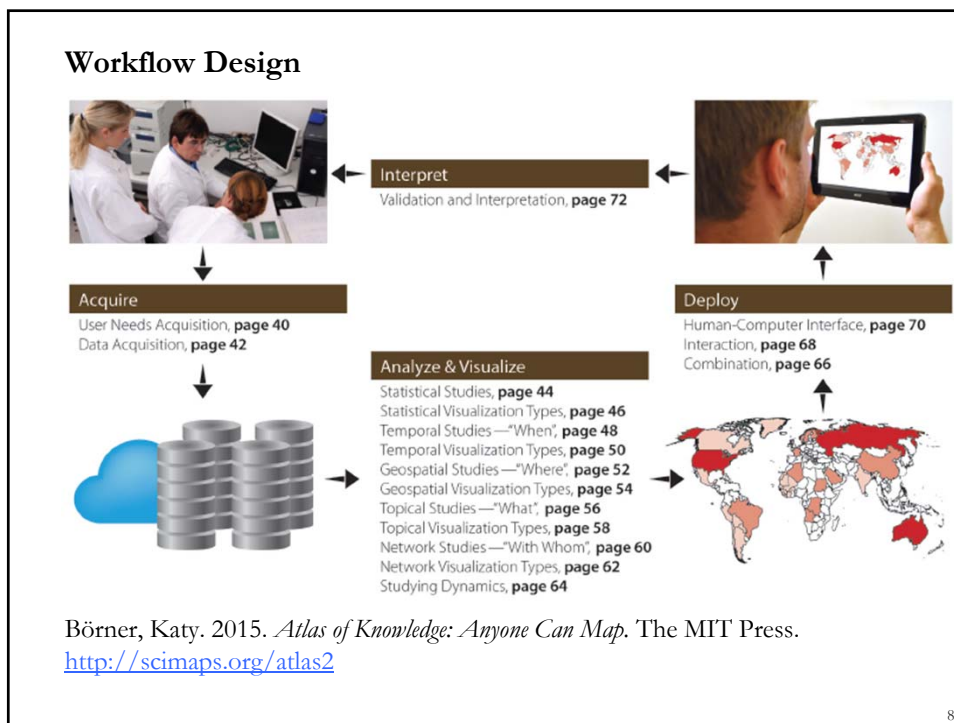 Workflow Design
Interpret
Validation and Interpretation, page 72
Acquire
User Needs Acquisition, page 40
Data Acquisition, page 42
Analyze & Visualize
Statistical Studies, page 44
Statistical Visualization Types, page 46
Temporal Studies—"When", page 48
Temporal Visualization Types, page 50
Geospatial Studies—"Where", page 52
Geospatial Visualization Types, page 54
Topical Studies—"What", page 56
Topical Visualization Types, page 58
Network Studies—"With Whom", page 60
Network Visualization Types, page 62
Studying Dynamics, page 64
Deploy
Human-Computer Interface, page 70
Interaction, page 68
Combination, page 66
Börner, Katy. 2015. Atlas of Knowledge: Anyone Can Map. The MIT Press.
http://scimaps.org/atlas2
8